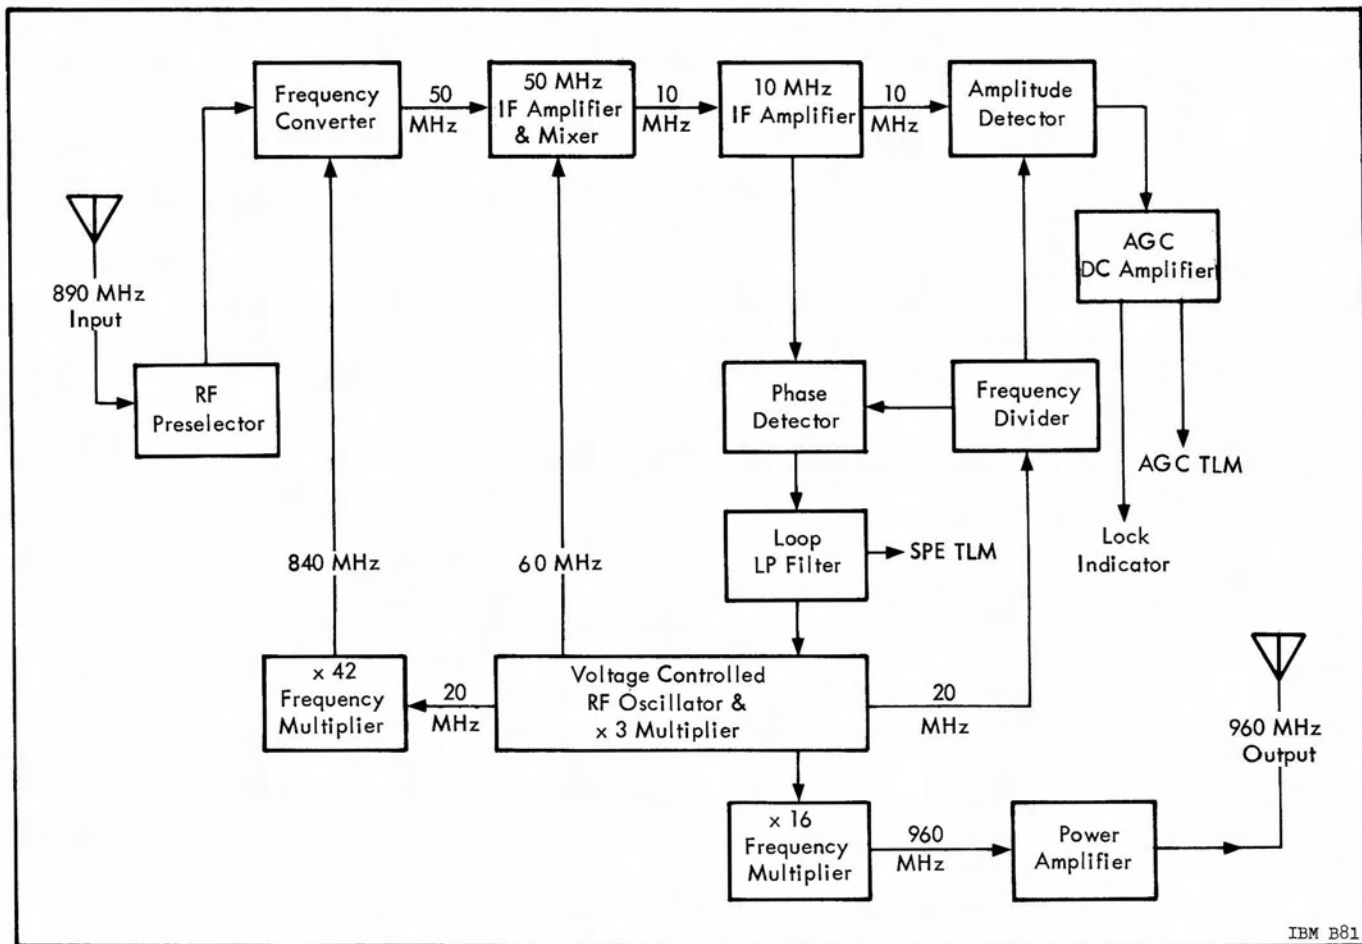 Frequency
Converter
50
MHz
50 MHz
IF Amplifier
& Mixer
10
MHz
10 MHz
IF Amplifier
10
MHz
Amplitude
Detector
AGC
DC Amplifier
890 MHz
Input
RF
Preselector
Phase
Detector
Frequency
Divider
AGC TLM
Loop
LP Filter
SPE TLM
Lock
Indicator
840 MHz
60 MHz
x 42
Frequency
Multiplier
20
MHz
Voltage Controlled
RF Oscillator &
x 3 Multiplier
20
MHz
960 MHz
Output
x 16
Frequency
Multiplier
960
MHz
Power
Amplifier
IBM B81